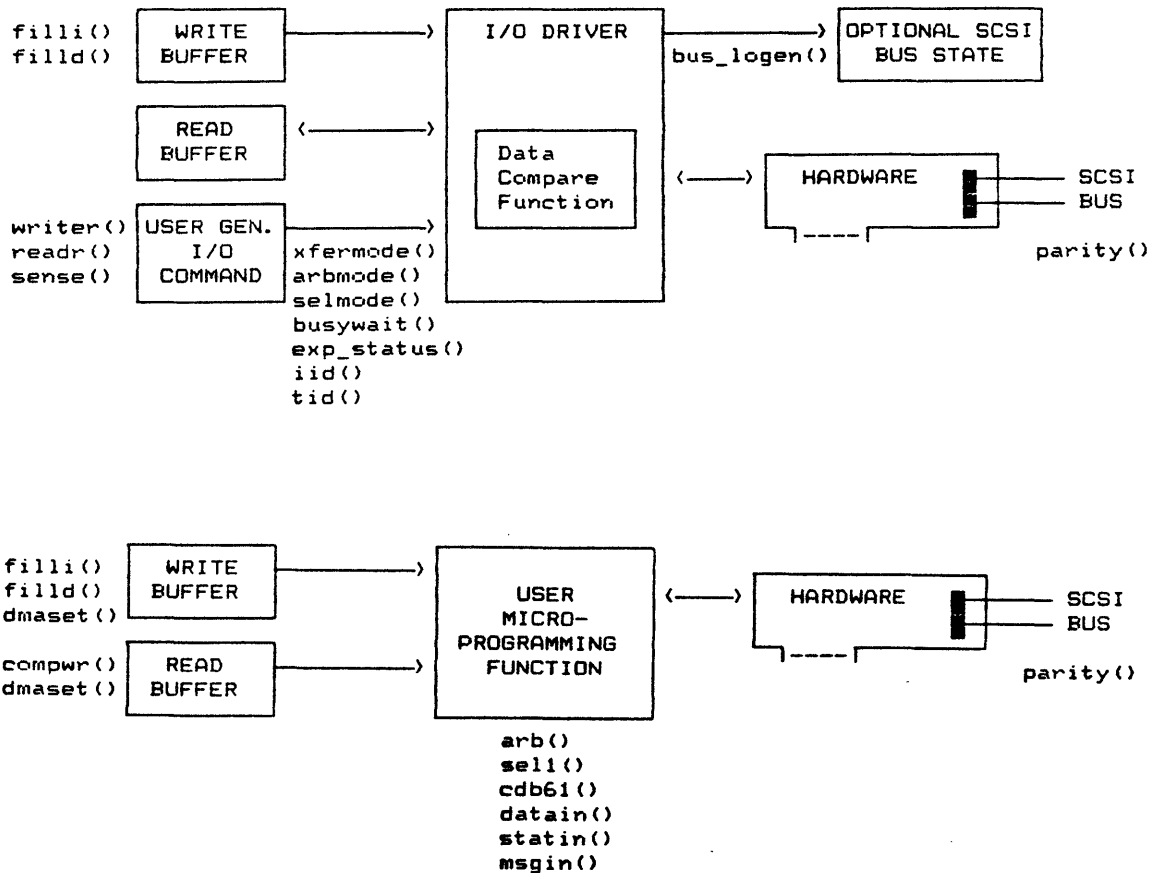 filli()
filld()
WRITE
BUFFER
I/O DRIVER
bus_logen()
OPTIONAL SCSI
BUS STATE
READ
BUFFER
Data
Compare
Function
HARDWARE
SCSI
BUS
parity()
writer()
readr()
sense()
USER GEN.
I/O
COMMAND
xfermode()
arbmode()
selmode()
busywait()
exp_status()
iid()
tid()
filli()
filld()
dmaset()
WRITE
BUFFER
compwr()
dmaset()
READ
BUFFER
USER
MICRO-
PROGRAMMING
FUNCTION
HARDWARE
SCSI
BUS
parity()
arb()
sel1()
cdb61()
datain()
statin()
msgin()